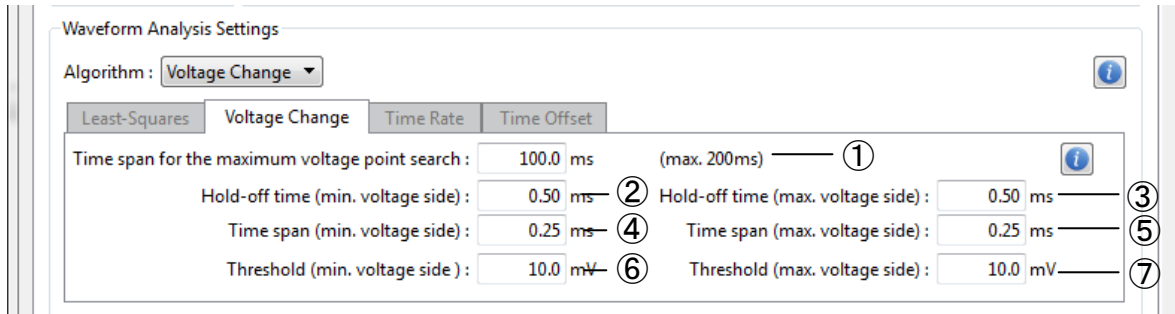 Waveform Analysis Settings
Algorithm : Voltage Change
Least-Squares Voltage Change Time Rate Time Offset
Time span for the maximum voltage point search : 100.0 ms (max. 200ms) ①
Hold-off time (min. voltage side) : 0.50 ms ② Hold-off time (max. voltage side) : 0.50 ms ③
Time span (min. voltage side) : 0.25 ms ④ Time span (max. voltage side) : 0.25 ms ⑤
Threshold (min. voltage side ) : 10.0 mV ⑥ Threshold (max. voltage side) : 10.0 mV ⑦